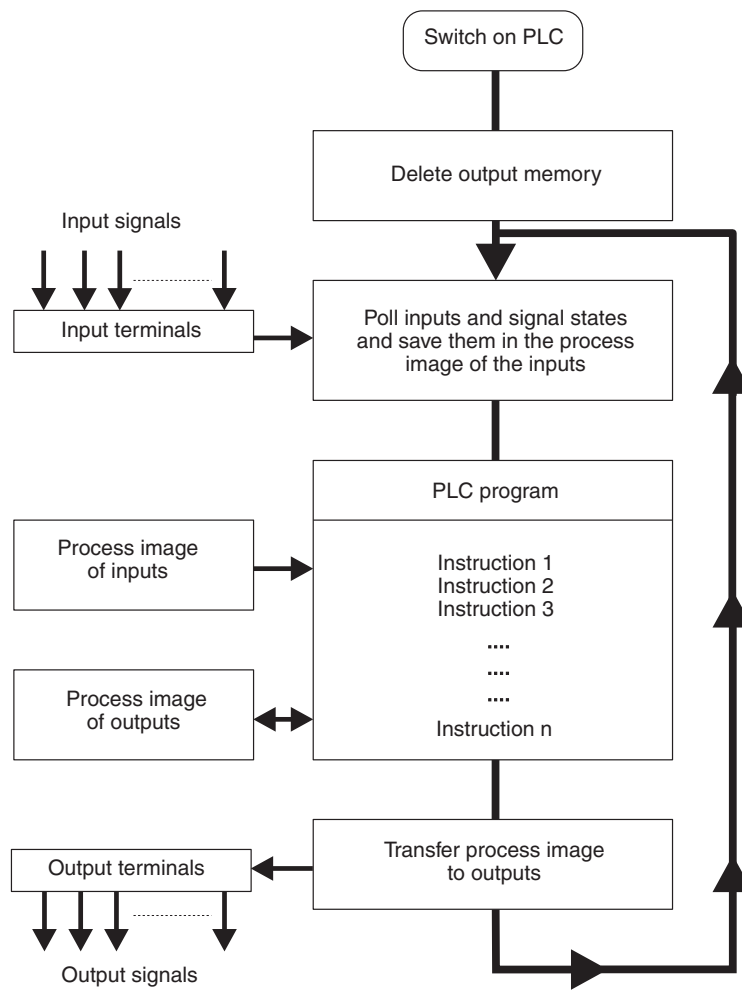 Switch on PLC
Delete output memory
Input signals
Input terminals
Poll inputs and signal states
and save them in the process
image of the inputs
PLC program
Process image
of inputs
Instruction 1
Instruction 2
Instruction 3
....
....
....
Instruction n
Process image
of outputs
Transfer process image
to outputs
Output terminals
Output signals